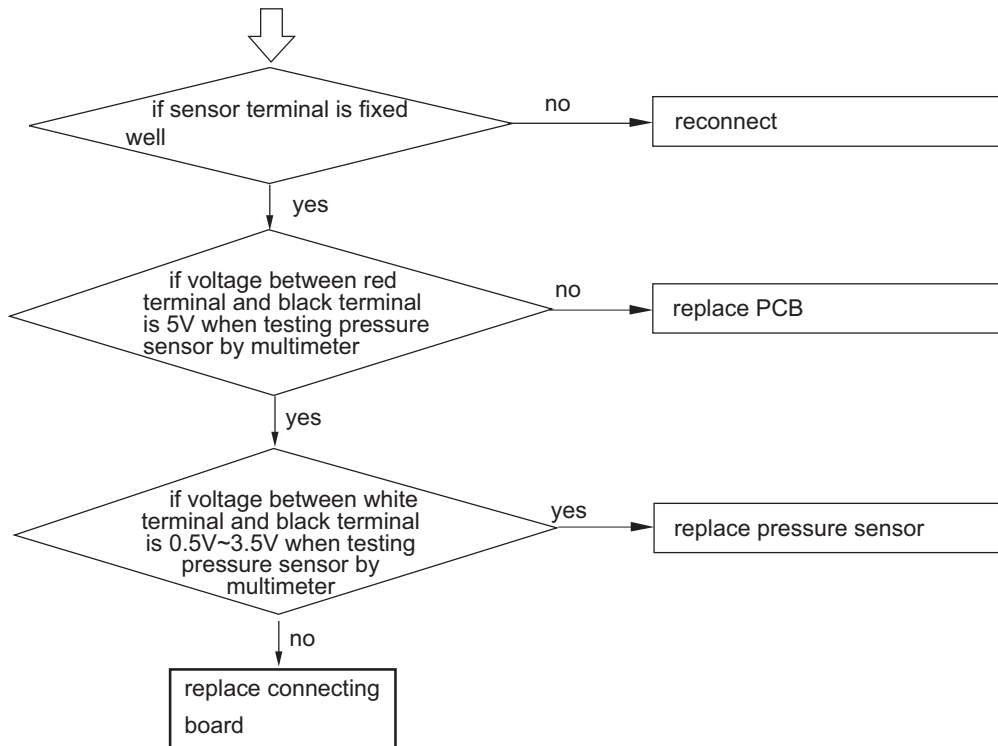 if sensor terminal is fixed
well
no
reconnect
yes
if voltage between red
terminal and black terminal
is 5V when testing pressure
sensor by multimeter
no
replace PCB
yes
if voltage between white
terminal and black terminal
is 0.5V~3.5V when testing
pressure sensor by
multimeter
yes
replace pressure sensor
no
replace connecting
board